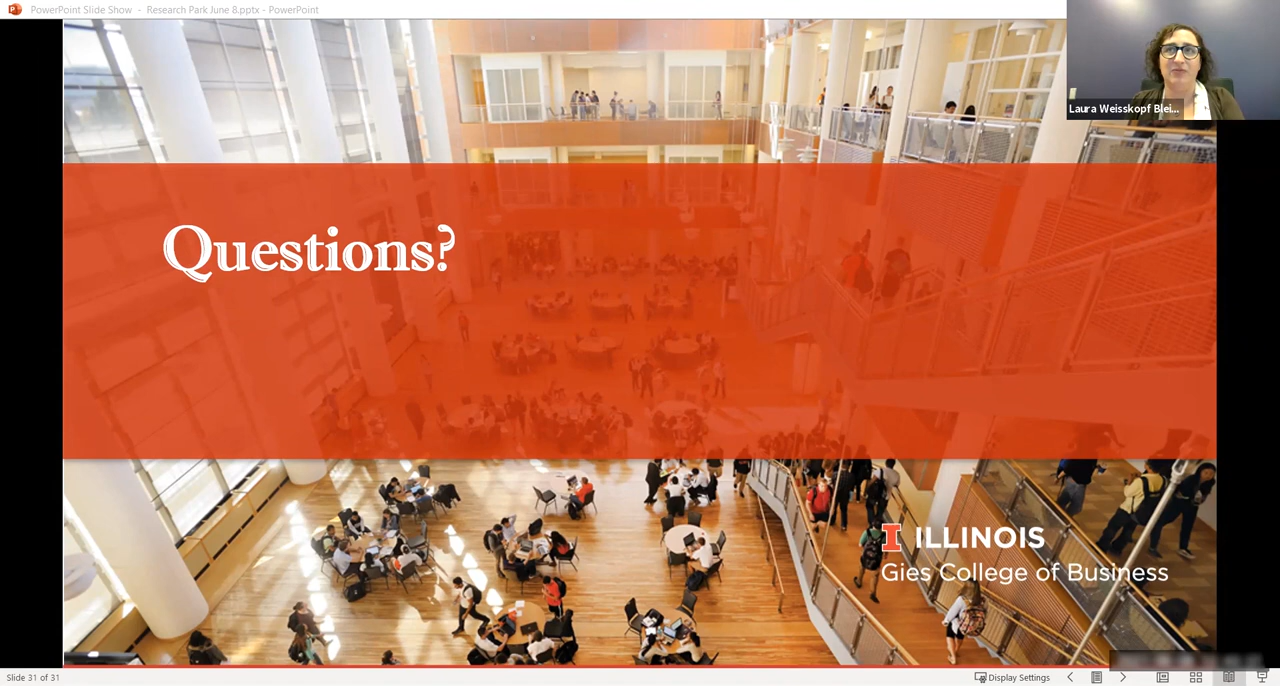 PowerPoint Slide Show - Research Park June 8.pptx - PowerPoint
Laura Weisskopf Blei...
Questions?
I ILLINOIS
Gies College of Business
Slide 31 of 31
Display Settings